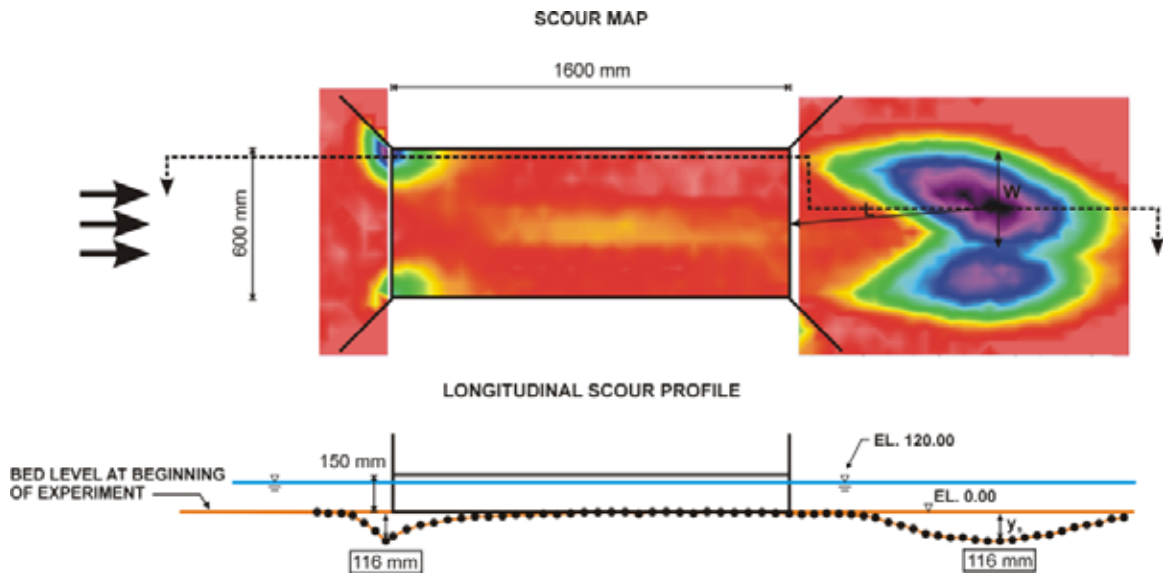 SCOUR MAP
1600 mm
600 mm
W
L
LONGITUDINAL SCOUR PROFILE
EL. 120.00
150 mm
BED LEVEL AT BEGINNING
OF EXPERIMENT
EL. 0.00
yₛ
116 mm
116 mm